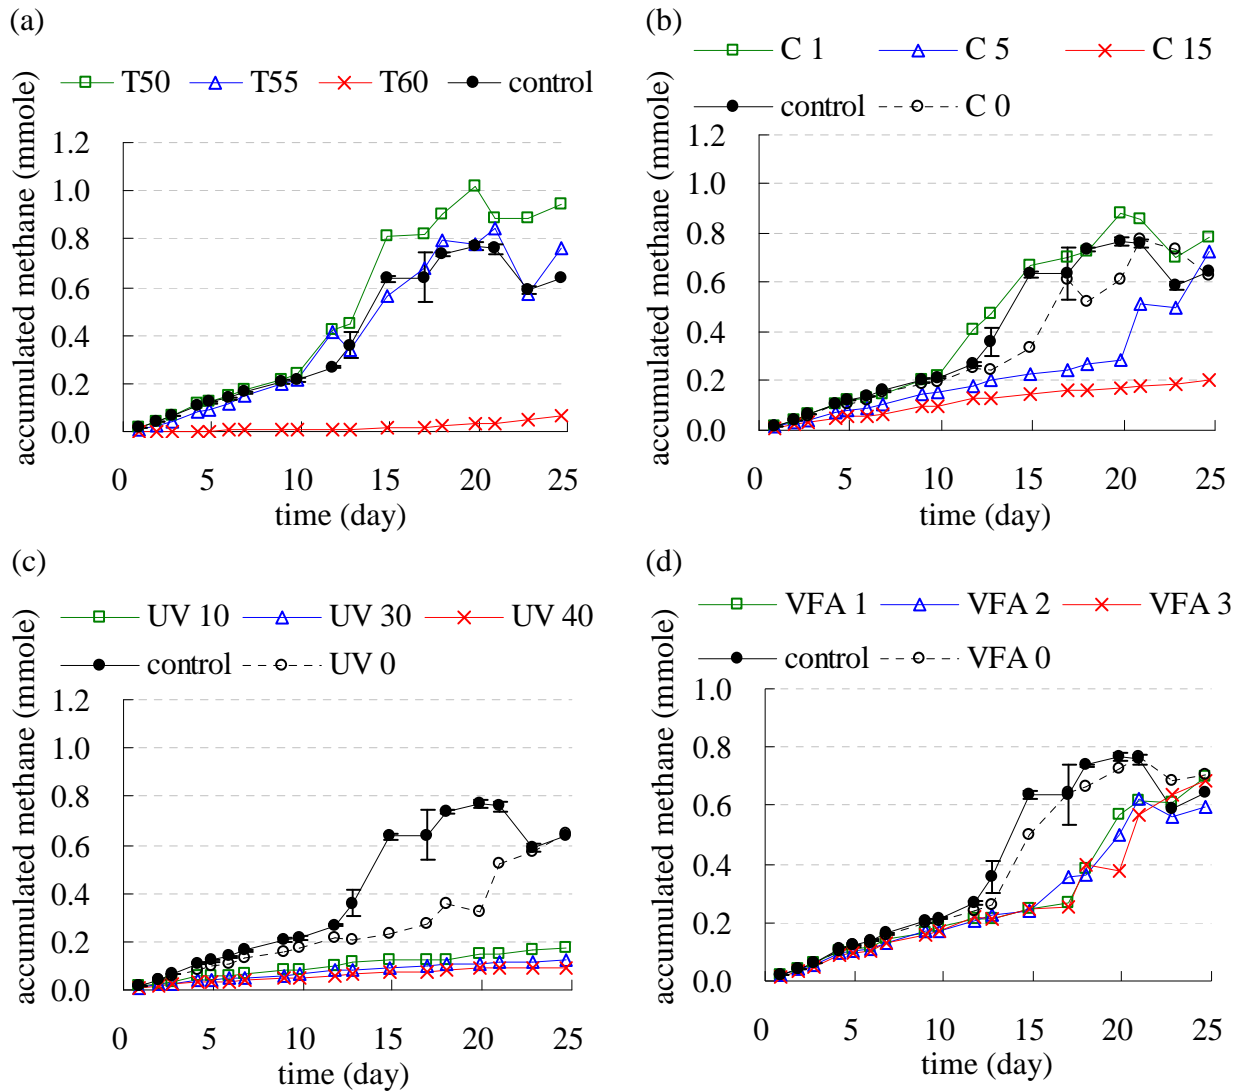 (a)
T50 T55 T60 control
accumulated methane (mmole)
1.2
1.0
0.8
0.6
0.4
0.2
0.0
0 5 10 15 20 25
time (day)
(b)
C 1 C 5 C 15
control C 0
accumulated methane (mmole)
1.2
1.0
0.8
0.6
0.4
0.2
0.0
0 5 10 15 20 25
time (day)
(c)
UV 10 UV 30 UV 40
control UV 0
accumulated methane (mmole)
1.2
1.0
0.8
0.6
0.4
0.2
0.0
0 5 10 15 20 25
time (day)
(d)
VFA 1 VFA 2 VFA 3
control VFA 0
accumulated methane (mmole)
1.0
0.8
0.6
0.4
0.2
0.0
0 5 10 15 20 25
time (day)